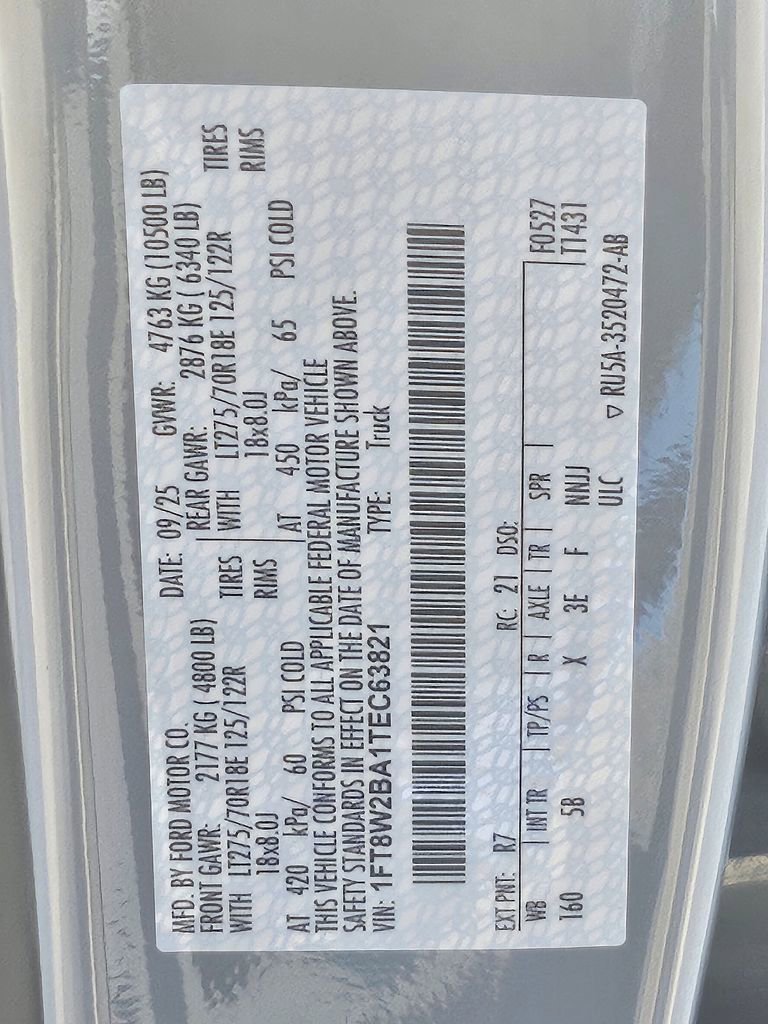 MFD. BY FORD MOTOR CO. DATE: 09/25 GVWR: 4763 KG (10500 LB)
FRONT GAWR: 2177 KG ( 4800 LB) REAR GAWR: 2876 KG ( 6340 LB)
WITH LT275/70R18E 125/122R TIRES WITH LT275/70R18E 125/122R TIRES
18x8.0J RIMS 18x8.0J RIMS
AT 420 kPa/ 60 PSI COLD AT 450 kPa/ 65 PSI COLD
THIS VEHICLE CONFORMS TO ALL APPLICABLE FEDERAL MOTOR VEHICLE
SAFETY STANDARDS IN EFFECT ON THE DATE OF MANUFACTURE SHOWN ABOVE.
VIN: 1FT8W2BA1TEC63821 TYPE: Truck
EXT PNT: R7 RC: 21 DSO:
WB INT TR TP/PS R AXLE TR SPR F0527
160 5B X 3E F NNJJ T1431
ULC ▽ RU5A-3520472-AB